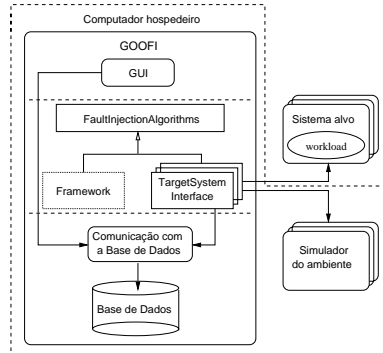 Computador hospedeiro
GOOFI
GUI
FaultInjectionAlgorithms
Sistema alvo
workload
Framework
TargetSystem
Interface
Comunicação com
a Base de Dados
Simulador
do ambiente
Base de Dados